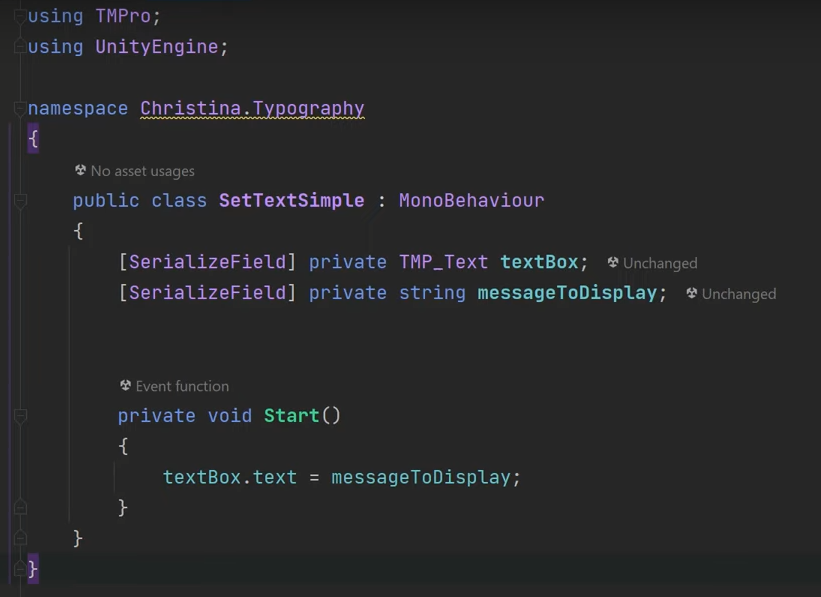 using TMPro;
using UnityEngine;
namespace Christina.Typography
{
No asset usages
public class SetTextSimple : MonoBehaviour
{
[SerializeField] private TMP_Text textBox; Unchanged
[SerializeField] private string messageToDisplay; Unchanged
Event function
private void Start()
{
textBox.text = messageToDisplay;
}
}
}